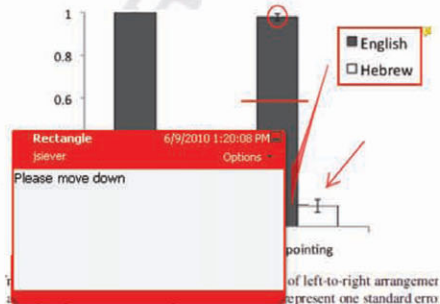 1
0.8
0.6
English
Hebrew
Rectangle 6/9/2010 1:20:08 PM
jsiever Options
Please move down
pointing
of left-to-right arrangemen
represent one standard erro